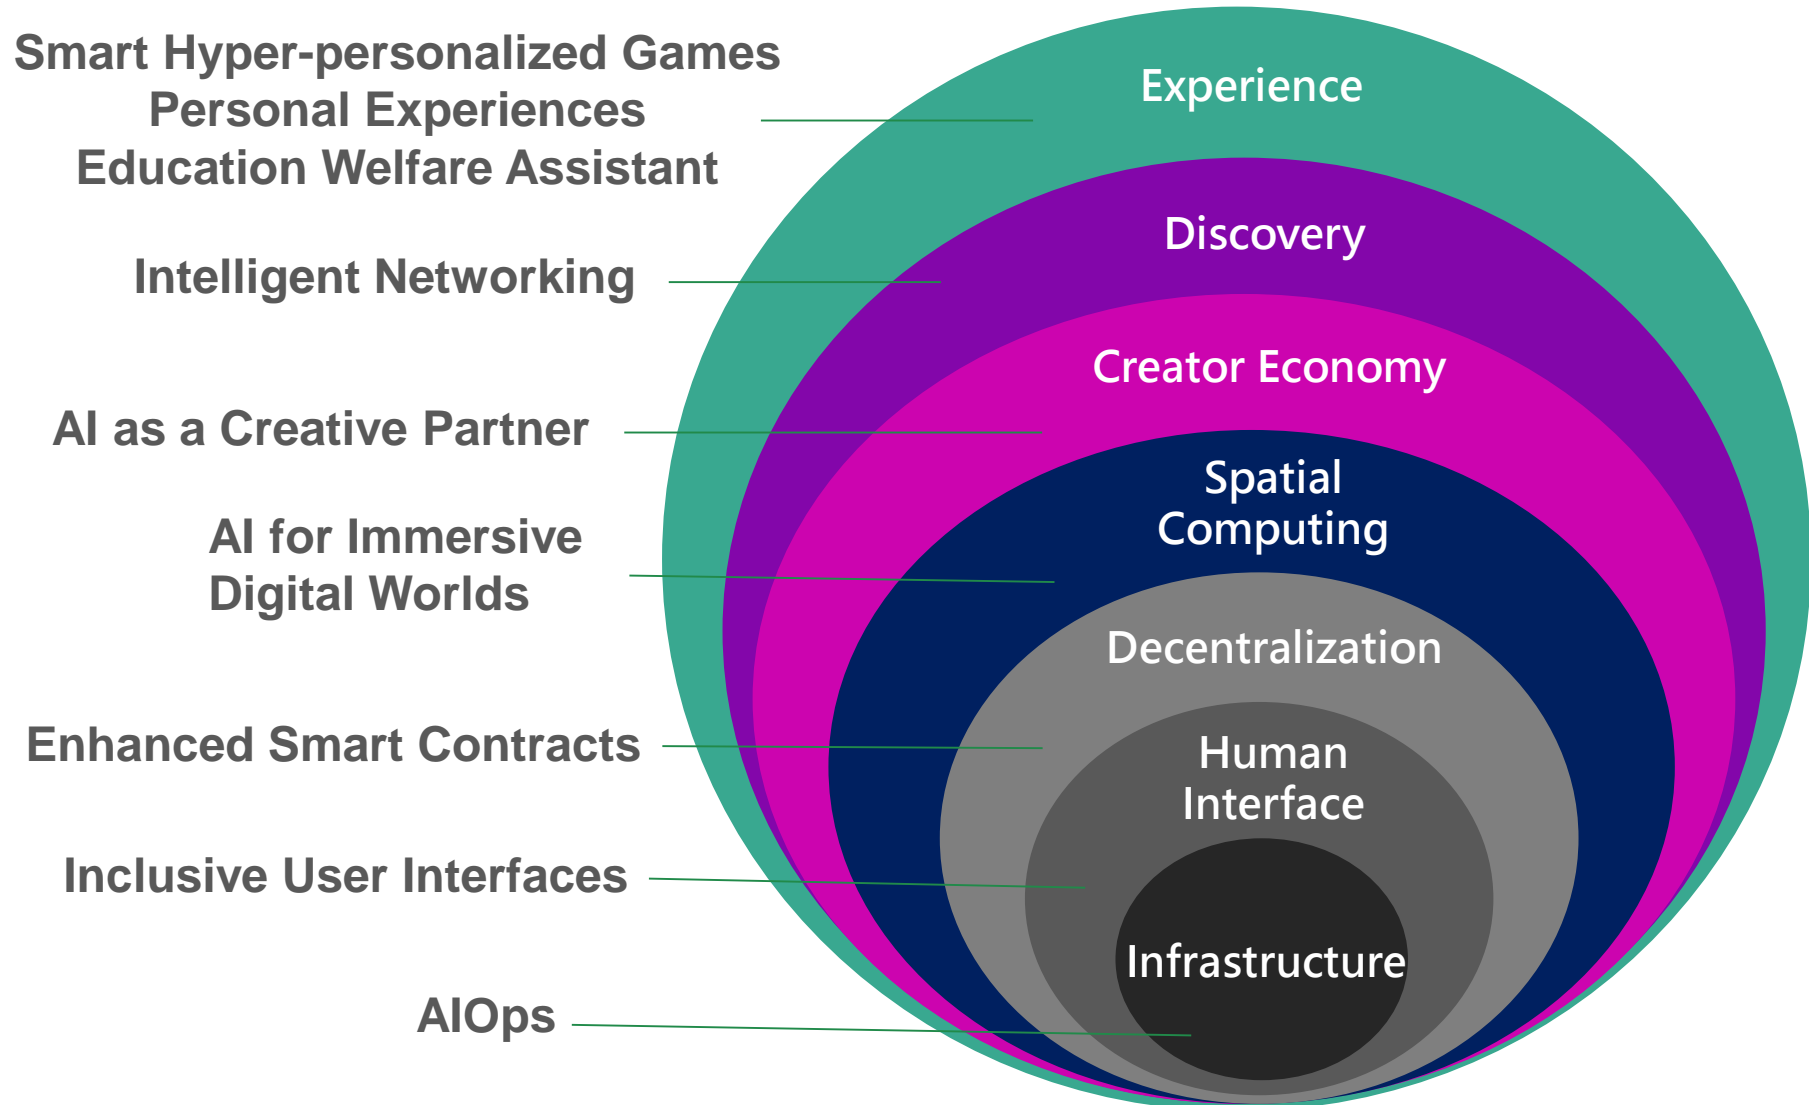 Smart Hyper-personalized Games
Personal Experiences
Education Welfare Assistant
Experience
Discovery
Intelligent Networking
Creator Economy
AI as a Creative Partner
Spatial
Computing
AI for Immersive
Digital Worlds
Decentralization
Enhanced Smart Contracts
Human
Interface
Inclusive User Interfaces
Infrastructure
AIOps